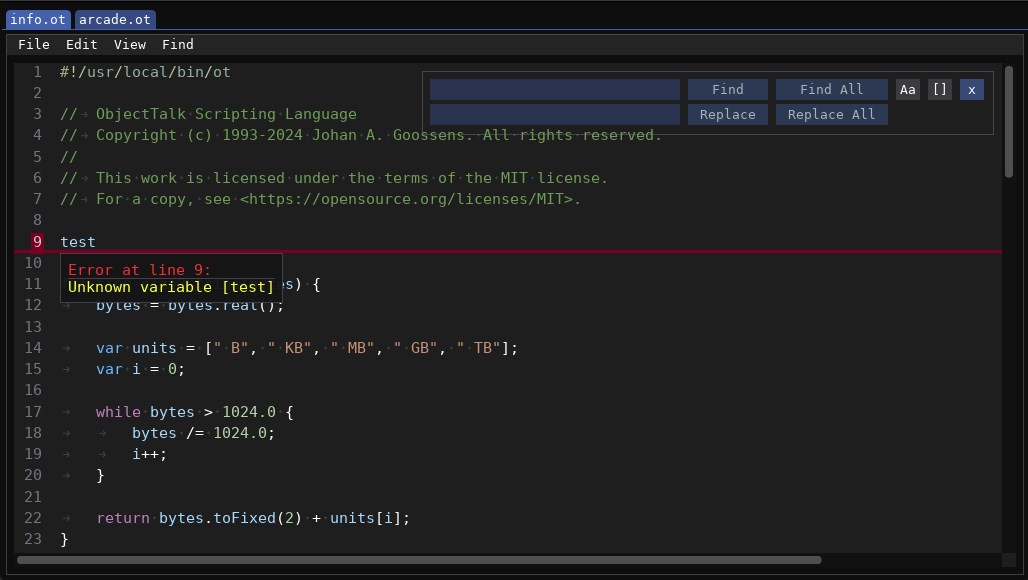 info.ot arcade.ot
File Edit View Find
Find Find All Aa [] x
Replace Replace All
1 #!/usr/local/bin/ot
2
3 // ObjectTalk Scripting Language
4 // Copyright (c) 1993-2024 Johan A. Goossens. All rights reserved.
5 //
6 // This work is licensed under the terms of the MIT license.
7 // For a copy, see <https://opensource.org/licenses/MIT>.
8
9 test
Error at line 9:
Unknown variable [test]
10
11 s) {
12 bytes = bytes.real();
13
14 var units = [" B", " KB", " MB", " GB", " TB"];
15 var i = 0;
16
17 while bytes > 1024.0 {
18 bytes /= 1024.0;
19 i++;
20 }
21
22 return bytes.toFixed(2) + units[i];
23 }